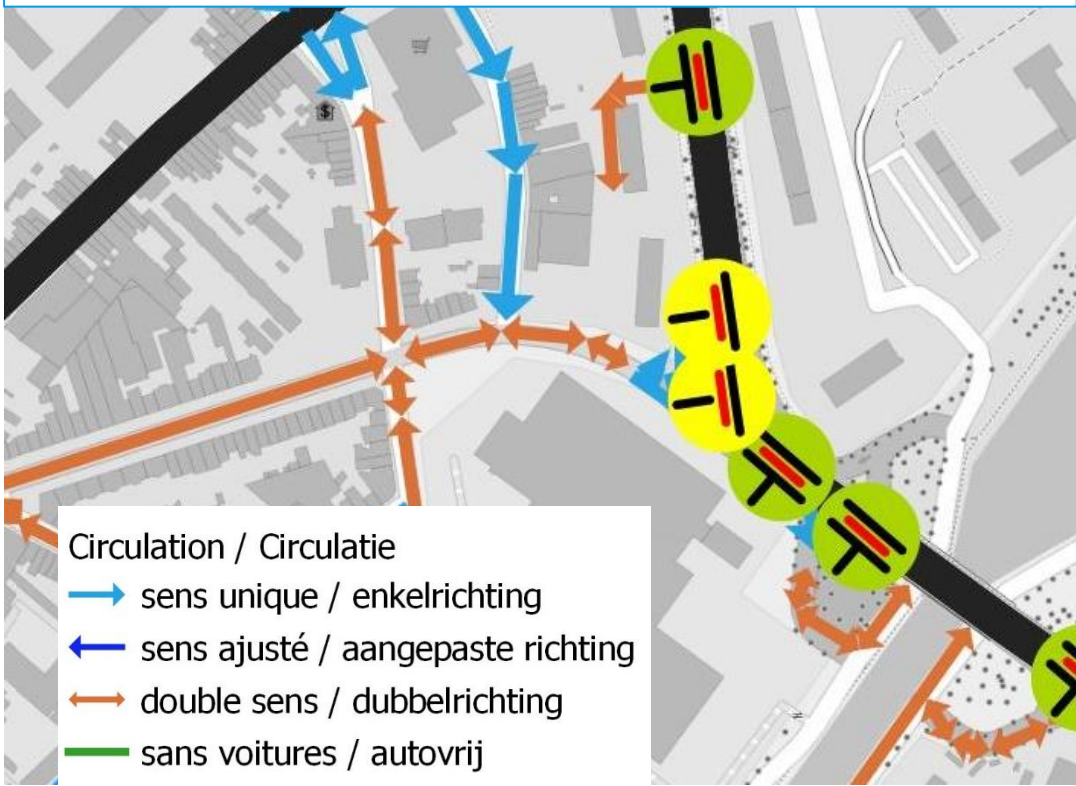 $
Circulation / Circulatie
sens unique / enkelrichting
sens ajusté / aangepaste richting
double sens / dubbelrichting
sans voitures / autovrij